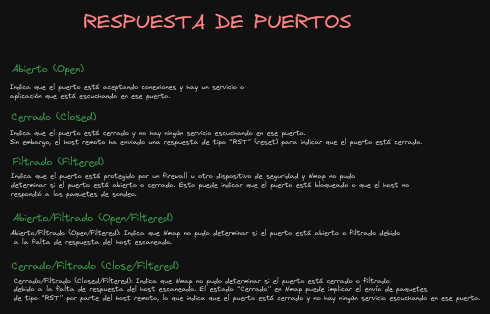 RESPUESTA DE PUERTOS
Abierto (Open)
Indica que el puerto está aceptando conexiones y hay un servicio o
aplicación que está escuchando en ese puerto.
Cerrado (Closed)
Indica que el puerto está cerrado y no hay ningún servicio escuchando en ese puerto.
Sin embargo, el host remoto ha enviado una respuesta de tipo "RST" (reset) para indicar que el puerto está cerrado.
Filtrado (Filtered)
Indica que el puerto está protegido por un firewall u otro dispositivo de seguridad y Nmap no pudo
determinar si el puerto está abierto o cerrado. Esto puede indicar que el puerto está bloqueado o que el host no
respondió a los paquetes de sondeo.
Abierto/Filtrado (Open/Filtered)
Abierto/Filtrado (Open/Filtered): Indica que Nmap no pudo determinar si el puerto está abierto o filtrado debido
a la falta de respuesta del host escaneado.
Cerrado/Filtrado (Close/Filtered)
Cerrado/Filtrado (Closed/Filtered): Indica que Nmap no pudo determinar si el puerto está cerrado o filtrado
debido a la falta de respuesta del host escaneado. El estado "Cerrado" en Nmap puede implicar el envío de paquetes
de tipo "RST" por parte del host remoto, lo que indica que el puerto está cerrado y no hay ningún servicio escuchando en ese puerto.